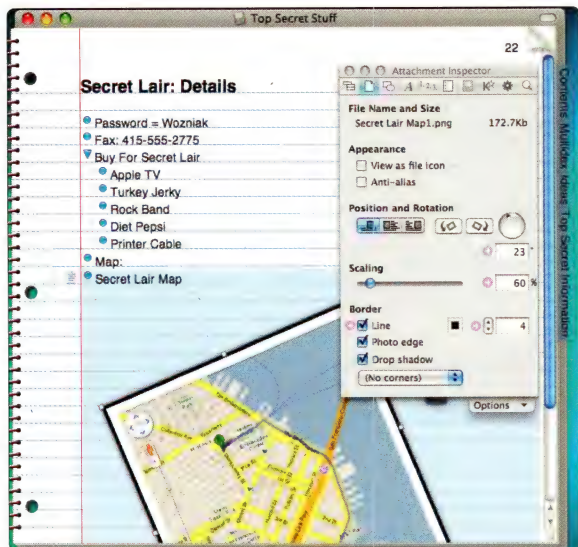 Top Secret Stuff
22
Secret Lair: Details
Password = Wozniak
Fax: 415-555-2775
Buy For Secret Lair
Apple TV
Turkey Jerky
Rock Band
Diet Pepsi
Printer Cable
Map:
Secret Lair Map
Attachment Inspector
File Name and Size
Secret Lair Map1.png 172.7Kb
Appearance
View as file icon
Anti-alias
Position and Rotation
23 °
Scaling
60 %
Border
Line 4
Photo edge
Drop shadow
(No corners)
Options
Contents Multidex Ideas Top Secret Information